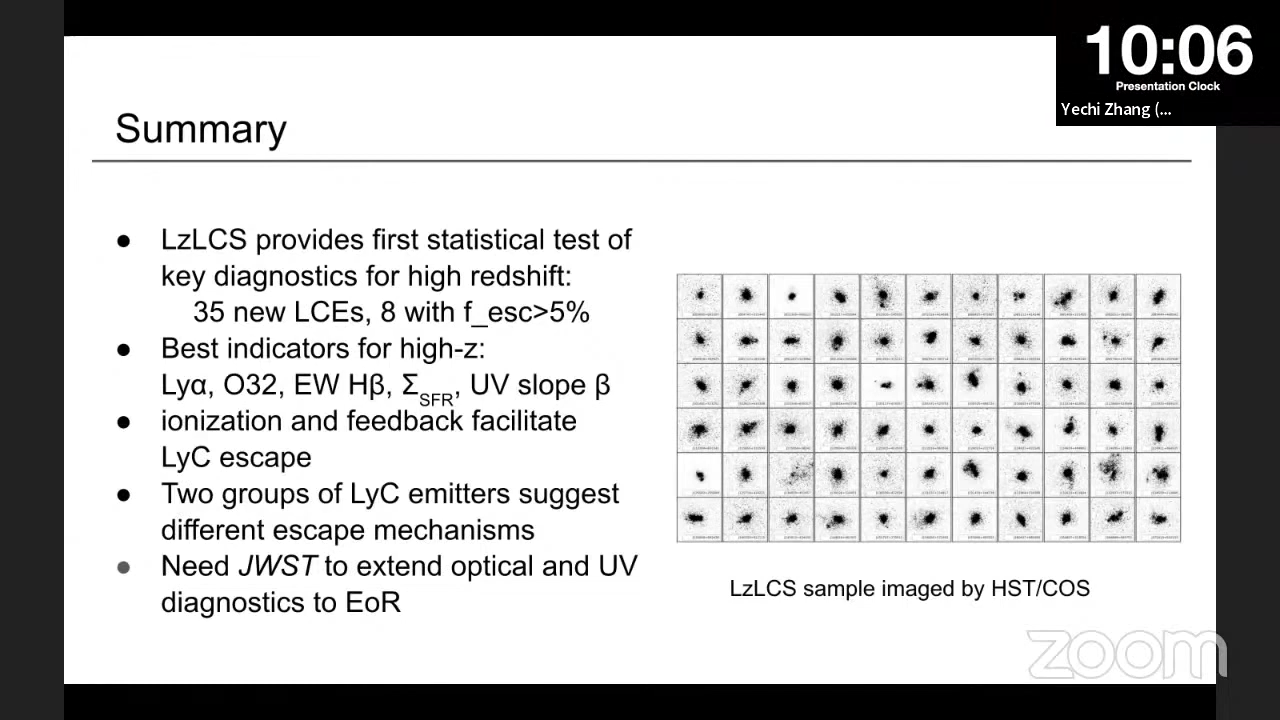 10:06
Presentation Clock
Yechi Zhang (...
Summary
● LzLCS provides first statistical test of
key diagnostics for high redshift:
35 new LCEs, 8 with f_esc>5%
● Best indicators for high-z:
Lyα, O32, EW Hβ, Σ_SFR, UV slope β
● ionization and feedback facilitate
LyC escape
● Two groups of LyC emitters suggest
different escape mechanisms
● Need JWST to extend optical and UV
diagnostics to EoR
LzLCS sample imaged by HST/COS
zoom